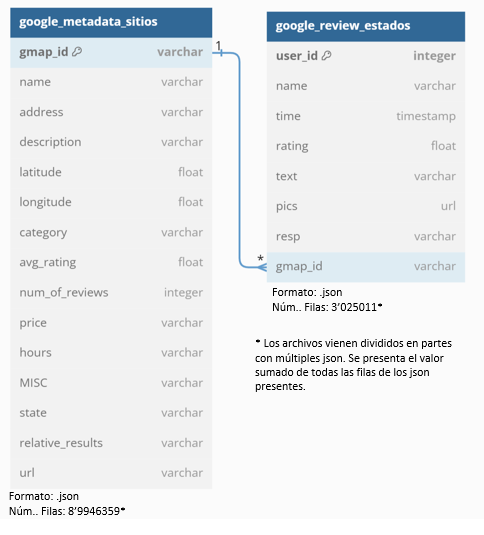 google_metadata_sitios
gmap_id varchar
name varchar
address varchar
description varchar
latitude float
longitude float
category varchar
avg_rating float
num_of_reviews integer
price varchar
hours varchar
MISC varchar
state varchar
relative_results varchar
url varchar
Formato: .json
Núm.. Filas: 8’9946359*
1
*
google_review_estados
user_id integer
name varchar
time timestamp
rating float
text varchar
pics url
resp varchar
gmap_id varchar
Formato: .json
Núm.. Filas: 3’025011*
* Los archivos vienen divididos en partes
con múltiples json. Se presenta el valor
sumado de todas las filas de los json
presentes.